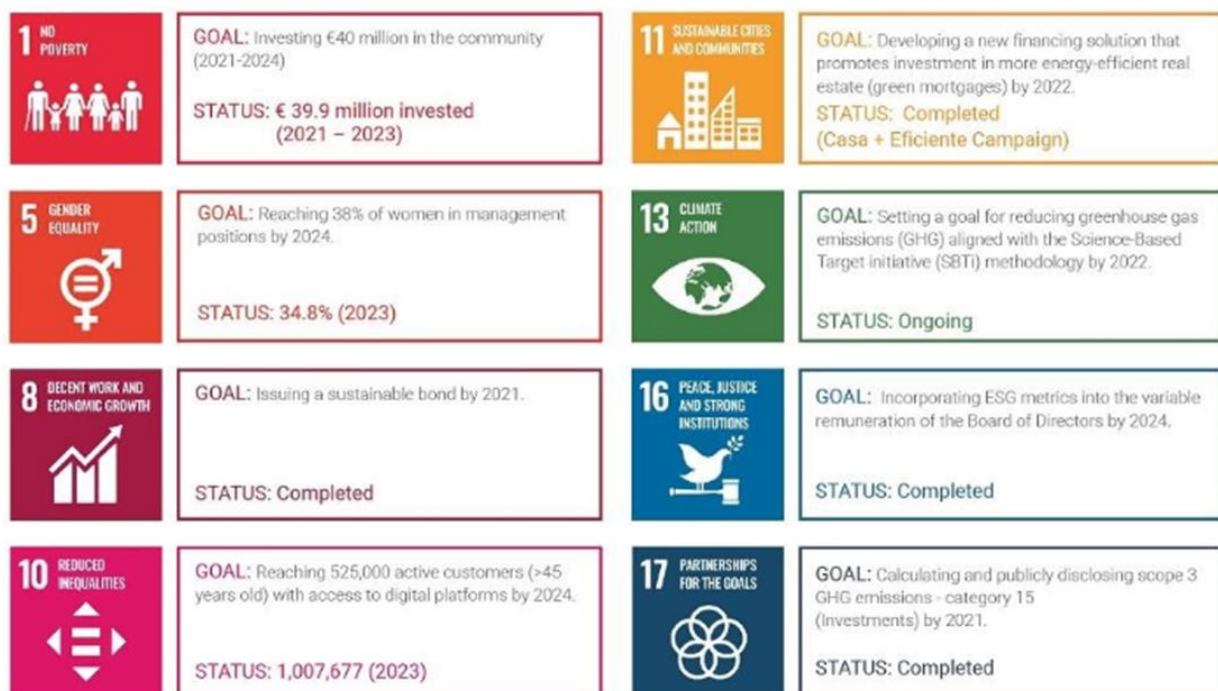 1 NO
POVERTY
GOAL: Investing €40 million in the community
(2021-2024)
STATUS: € 39.9 million invested
(2021 – 2023)
5 GENDER
EQUALITY
GOAL: Reaching 38% of women in management
positions by 2024.
STATUS: 34.8% (2023)
8 DECENT WORK AND
ECONOMIC GROWTH
GOAL: Issuing a sustainable bond by 2021.
STATUS: Completed
10 REDUCED
INEQUALITIES
GOAL: Reaching 525,000 active customers (>45
years old) with access to digital platforms by 2024.
STATUS: 1,007,677 (2023)
11 SUSTAINABLE CITIES
AND COMMUNITIES
GOAL: Developing a new financing solution that
promotes investment in more energy-efficient real
estate (green mortgages) by 2022.
STATUS: Completed
(Casa + Eficiente Campaign)
13 CLIMATE
ACTION
GOAL: Setting a goal for reducing greenhouse gas
emissions (GHG) aligned with the Science-Based
Target initiative (SBTi) methodology by 2022.
STATUS: Ongoing
16 PEACE, JUSTICE
AND STRONG
INSTITUTIONS
GOAL: Incorporating ESG metrics into the variable
remuneration of the Board of Directors by 2024.
STATUS: Completed
17 PARTNERSHIPS
FOR THE GOALS
GOAL: Calculating and publicly disclosing scope 3
GHG emissions - category 15
(Investments) by 2021.
STATUS: Completed